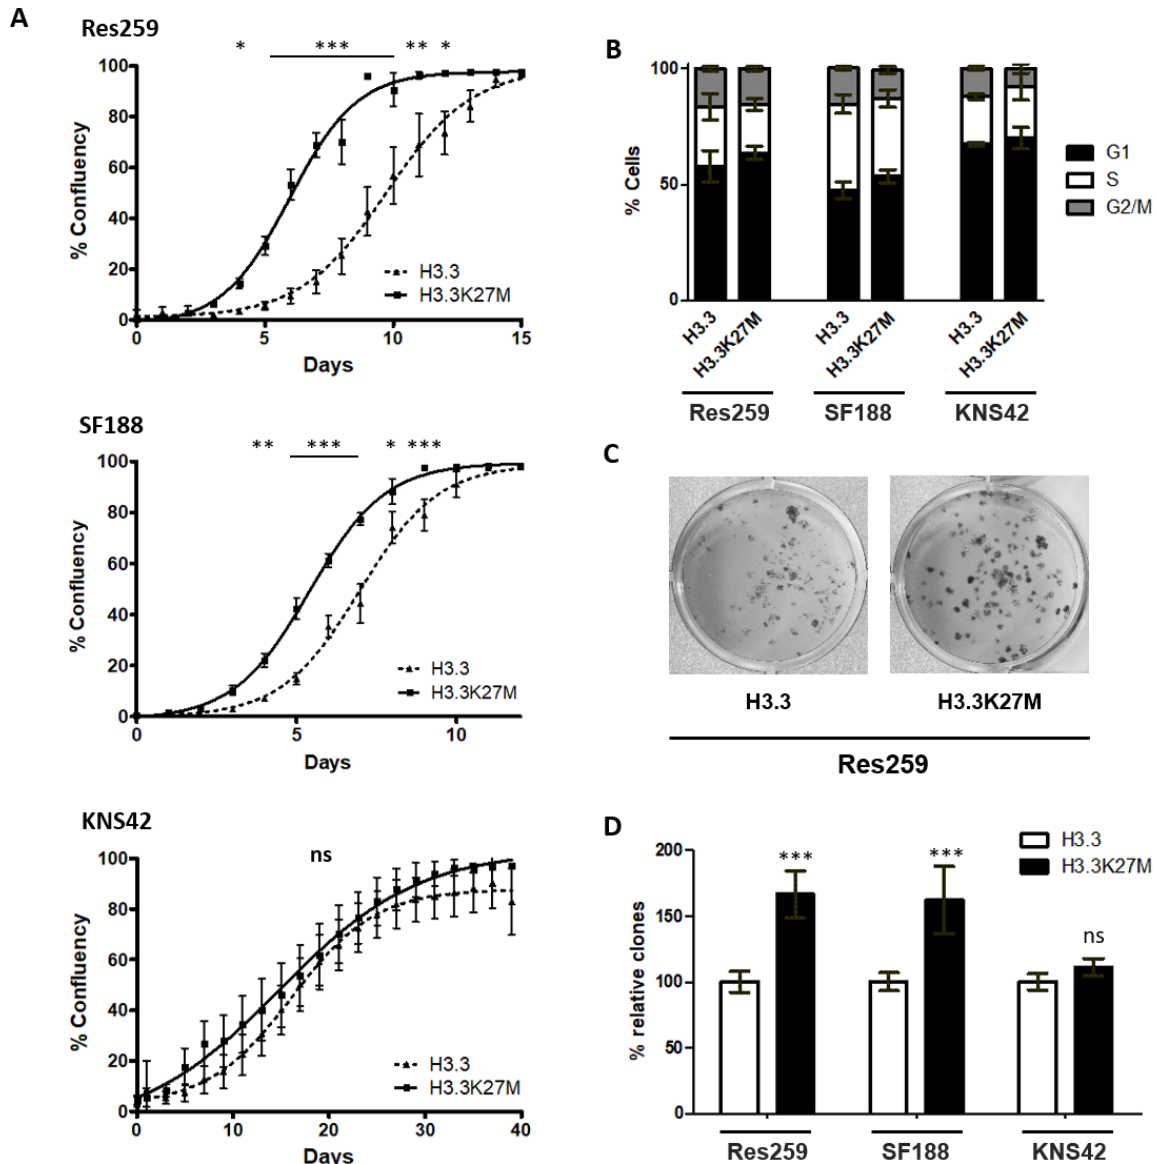 A
Res259
* *** ** *
100
80
60
40
20
0
% Confluency
H3.3
H3.3K27M
0 5 10 15
Days
SF188
** *** * ***
100
80
60
40
20
0
% Confluency
H3.3
H3.3K27M
0 5 10
Days
KNS42
ns
100
80
60
40
20
0
% Confluency
H3.3
H3.3K27M
0 10 20 30 40
Days
B
100
50
0
% Cells
G1
S
G2/M
H3.3 H3.3K27M H3.3 H3.3K27M H3.3 H3.3K27M
Res259 SF188 KNS42
C
H3.3 H3.3K27M
Res259
D
H3.3
H3.3K27M
200
150
100
50
0
% relative clones
*** *** ns
Res259 SF188 KNS42